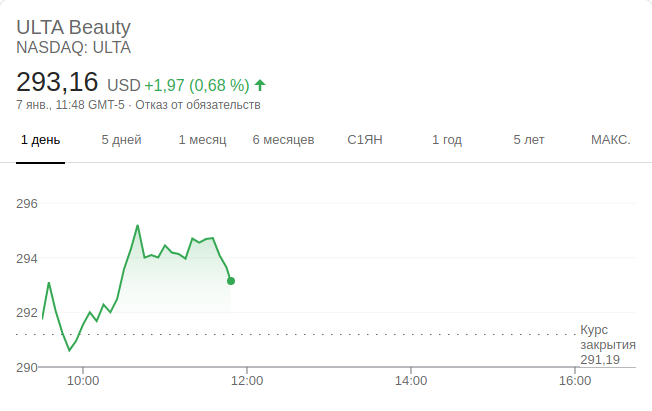 ULTA Beauty
NASDAQ: ULTA
293,16 USD +1,97 (0,68 %)
7 янв., 11:48 GMT-5 · Отказ от обязательств
1 день 5 дней 1 месяц 6 месяцев С1ЯН 1 год 5 лет МАКС.
296
294
292
290
Курс
закрытия
291,19
10:00 12:00 14:00 16:00